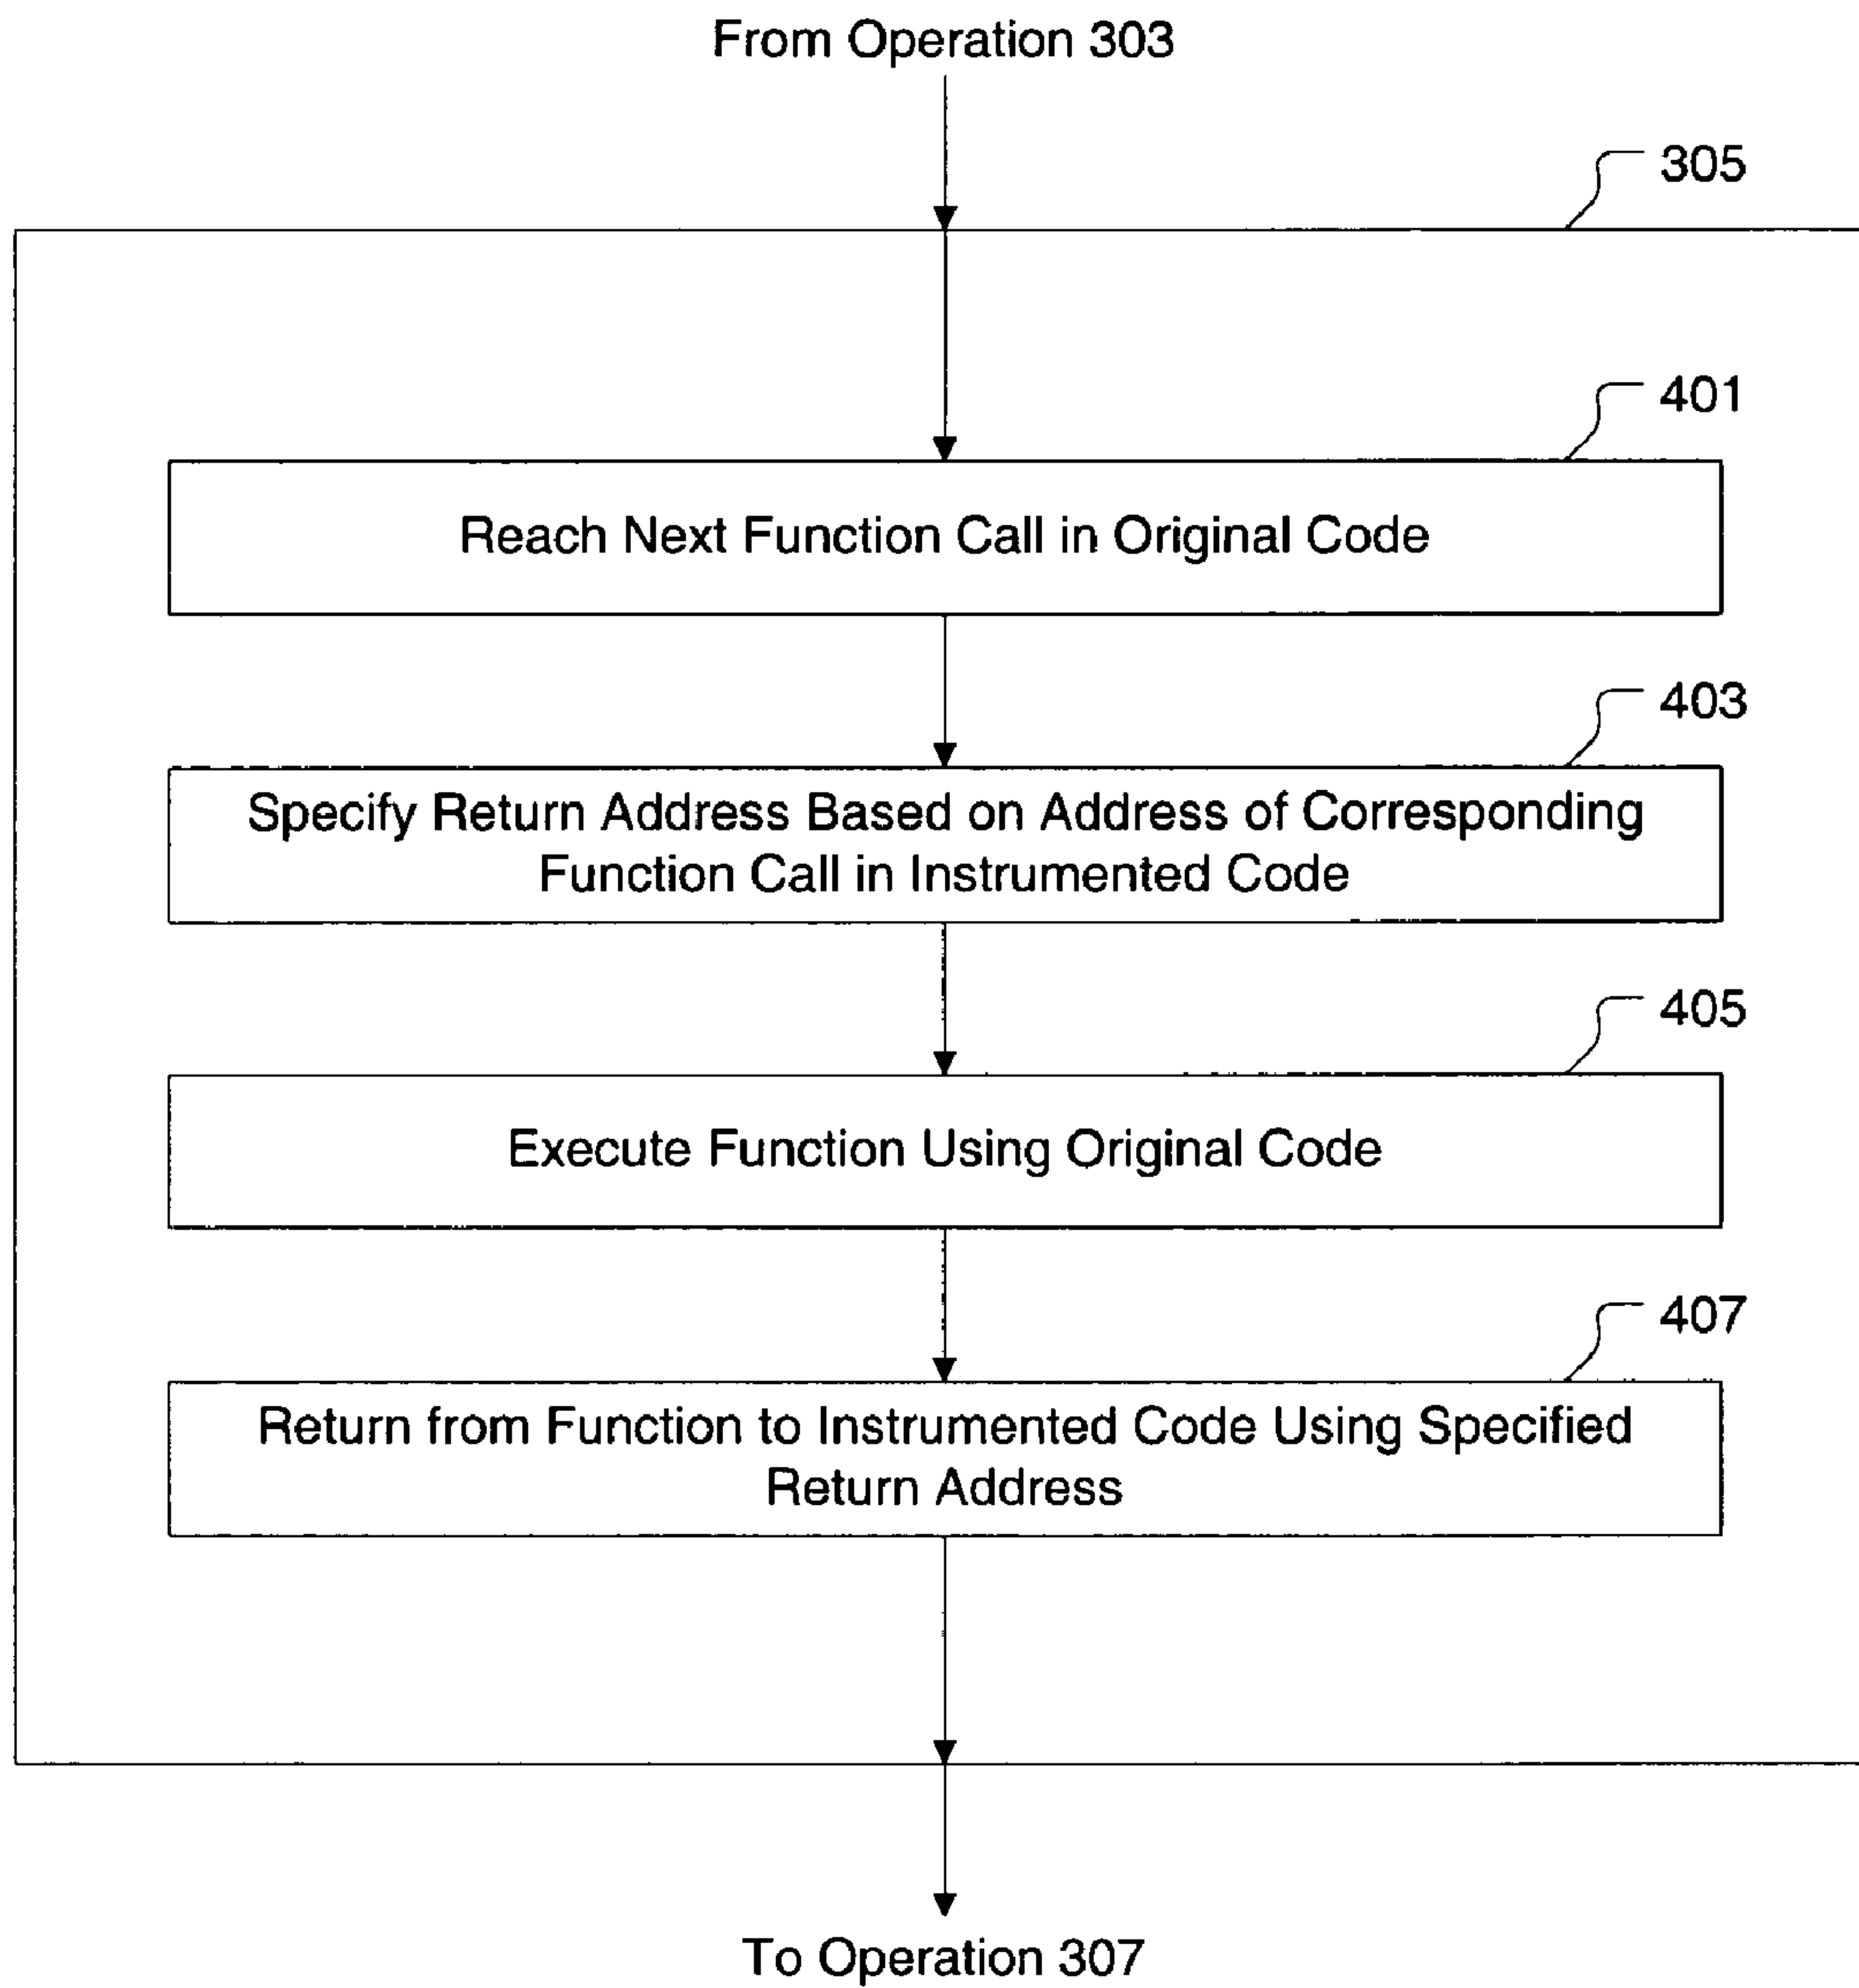 From Operation 303
305
401
Reach Next Function Call in Original Code
403
Specify Return Address Based on Address of Corresponding
Function Call in Instrumented Code
405
Execute Function Using Original Code
407
Return from Function to Instrumented Code Using Specified
Return Address
To Operation 307